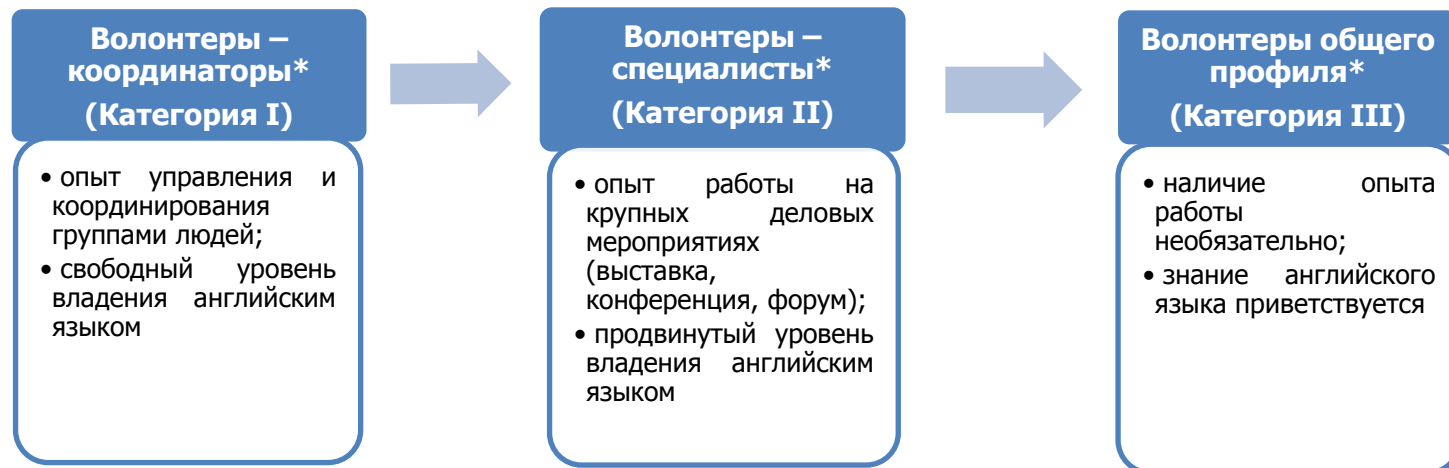 Волонтеры –
координаторы*
(Категория I)
• опыт управления и
координирования
группами людей;
• свободный уровень
владения английским
языком
Волонтеры –
специалисты*
(Категория II)
• опыт работы на
крупных деловых
мероприятиях
(выставка,
конференция, форум);
• продвинутый уровень
владения английским
языком
Волонтеры общего
профиля*
(Категория III)
• наличие опыта
работы
необязательно;
• знание английского
языка приветствуется